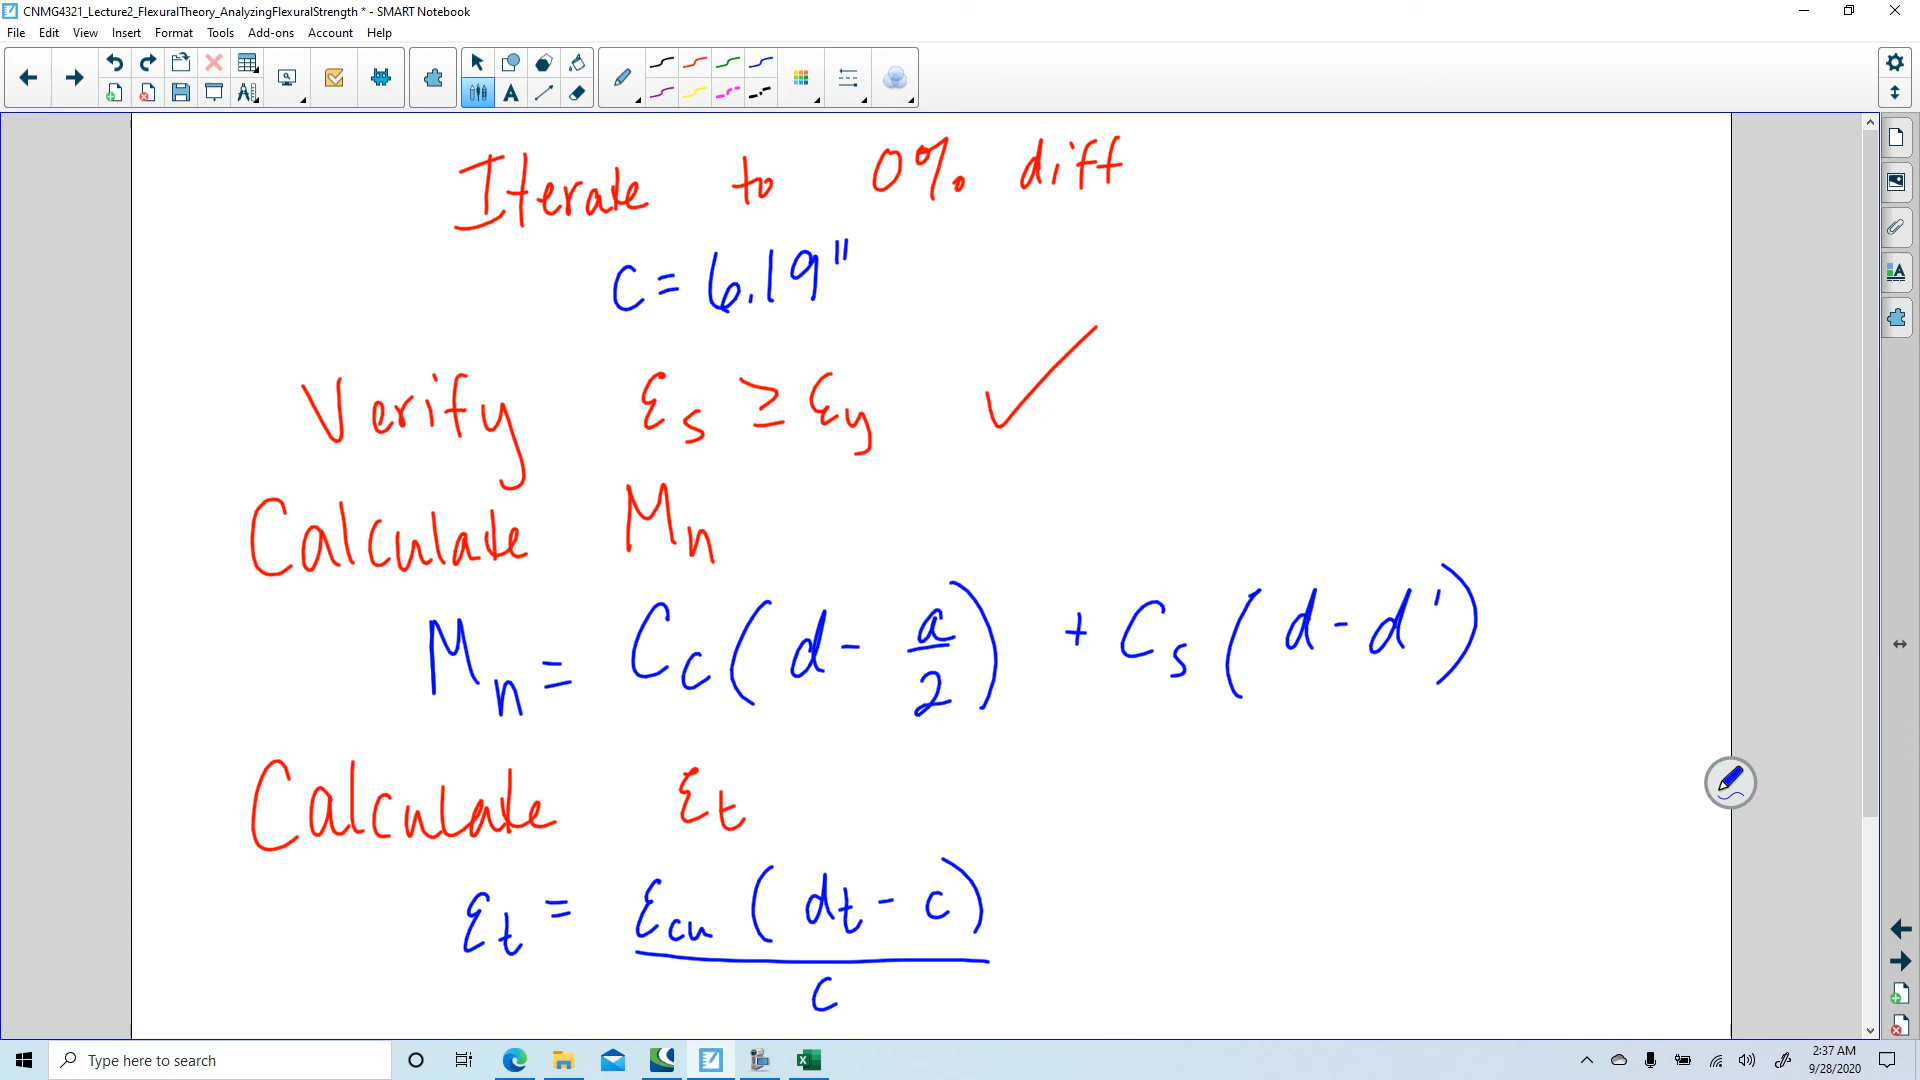 CNMG4321_Lecture2_FlexuralTheory_AnalyzingFlexuralStrength * - SMART Notebook
File Edit View Insert Format Tools Add-ons Account Help
Iterate to 0% diff
c = 6.19"
Verify εs ≥ εy ✓
Calculate Mn
Mn = Cc(d - a/2) + Cs(d - d')
Calculate εt
εt = εcu (dt - c) / c
Type here to search
2:37 AM
9/28/2020